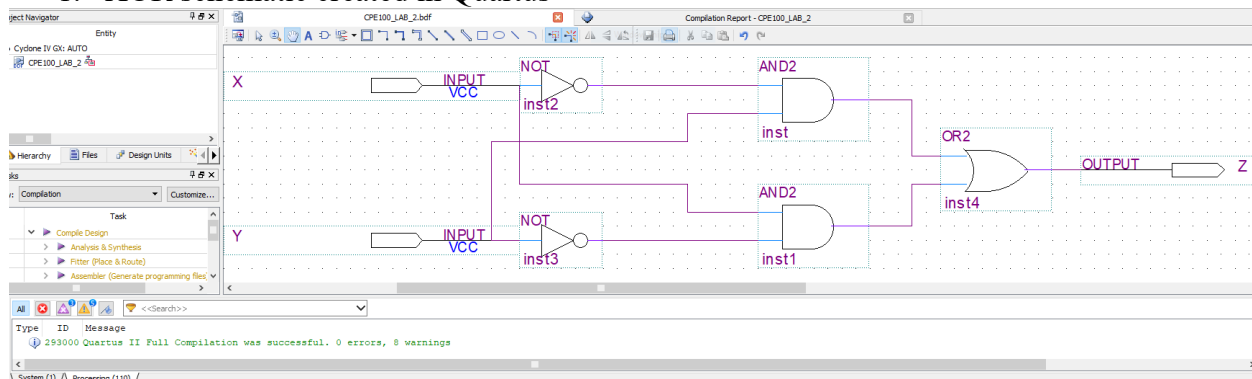 ject Navigator
CPE100_LAB_2.bdf
Compilation Report - CPE100_LAB_2
Entity
Cyclone IV GX: AUTO
CPE100_LAB_2
Hierarchy Files Design Units
Compilation Customize...
Task
Compile Design
Analysis & Synthesis
Fitter (Place & Route)
Assembler (Generate programming files)
X
INPUT
VCC
NOT
inst2
AND2
inst
OR2
inst4
OUTPUT
Z
Y
INPUT
VCC
NOT
inst3
AND2
inst1
All <<Search>>
Type ID Message
293000 Quartus II Full Compilation was successful. 0 errors, 8 warnings
System (1) Processing (110)